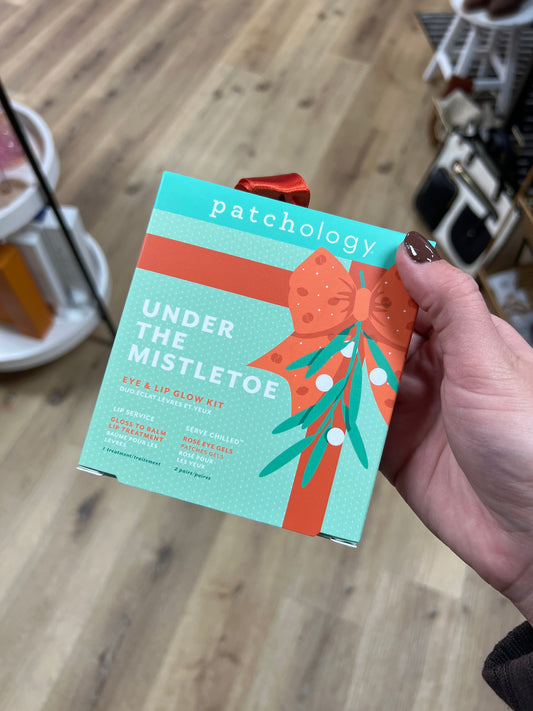 patchology
UNDER
THE
MISTLETOE
EYE & LIP GLOW KIT
DUO ÉCLAT LÈVRES ET YEUX
LIP SERVICE
GLOSS TO BALM
LIP TREATMENT
BAUME POUR LES
LÈVRES
1 treatment/traitement
SERVE CHILLED™
ROSÉ EYE GELS
PATCHES GELS
ROSÉ POUR
LES YEUX
2 pairs/paires